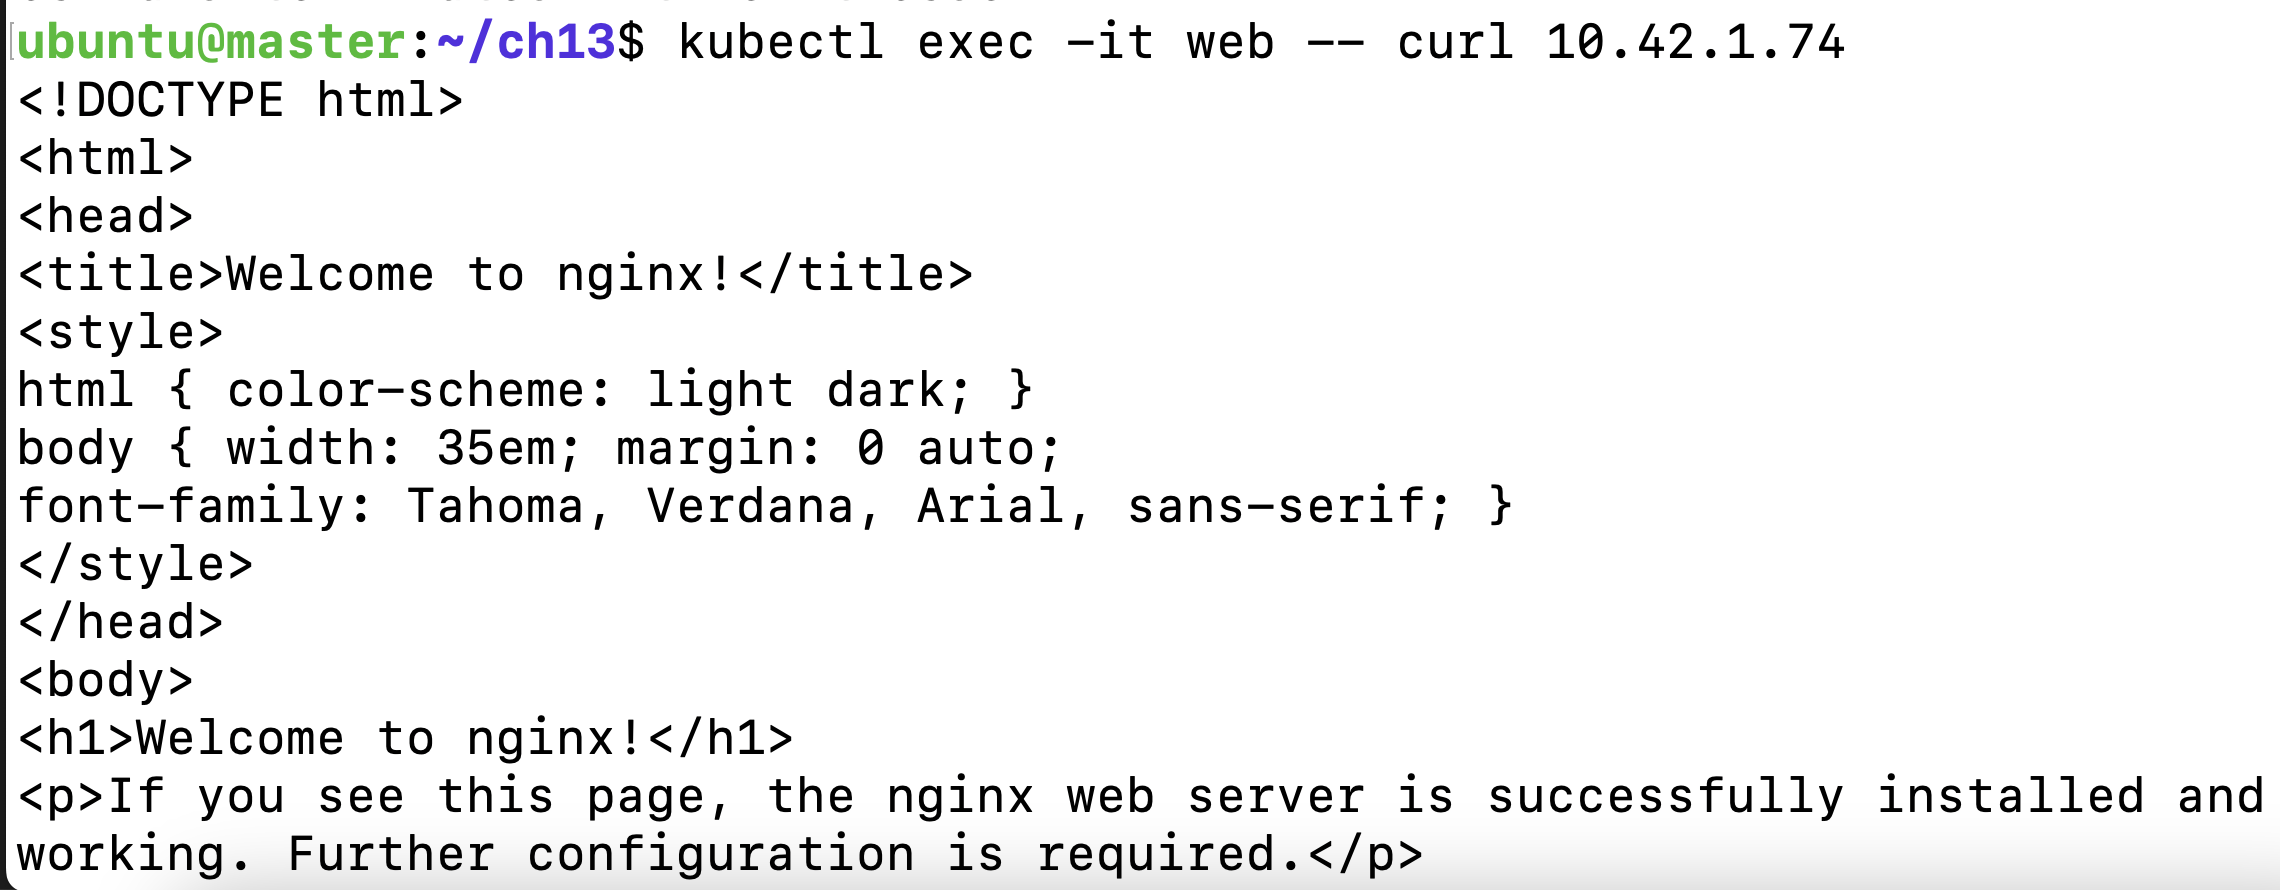 ubuntu@master:~/ch13$ kubectl exec -it web -- curl 10.42.1.74
<!DOCTYPE html>
<html>
<head>
<title>Welcome to nginx!</title>
<style>
html { color-scheme: light dark; }
body { width: 35em; margin: 0 auto;
font-family: Tahoma, Verdana, Arial, sans-serif; }
</style>
</head>
<body>
<h1>Welcome to nginx!</h1>
<p>If you see this page, the nginx web server is successfully installed and
working. Further configuration is required.</p>